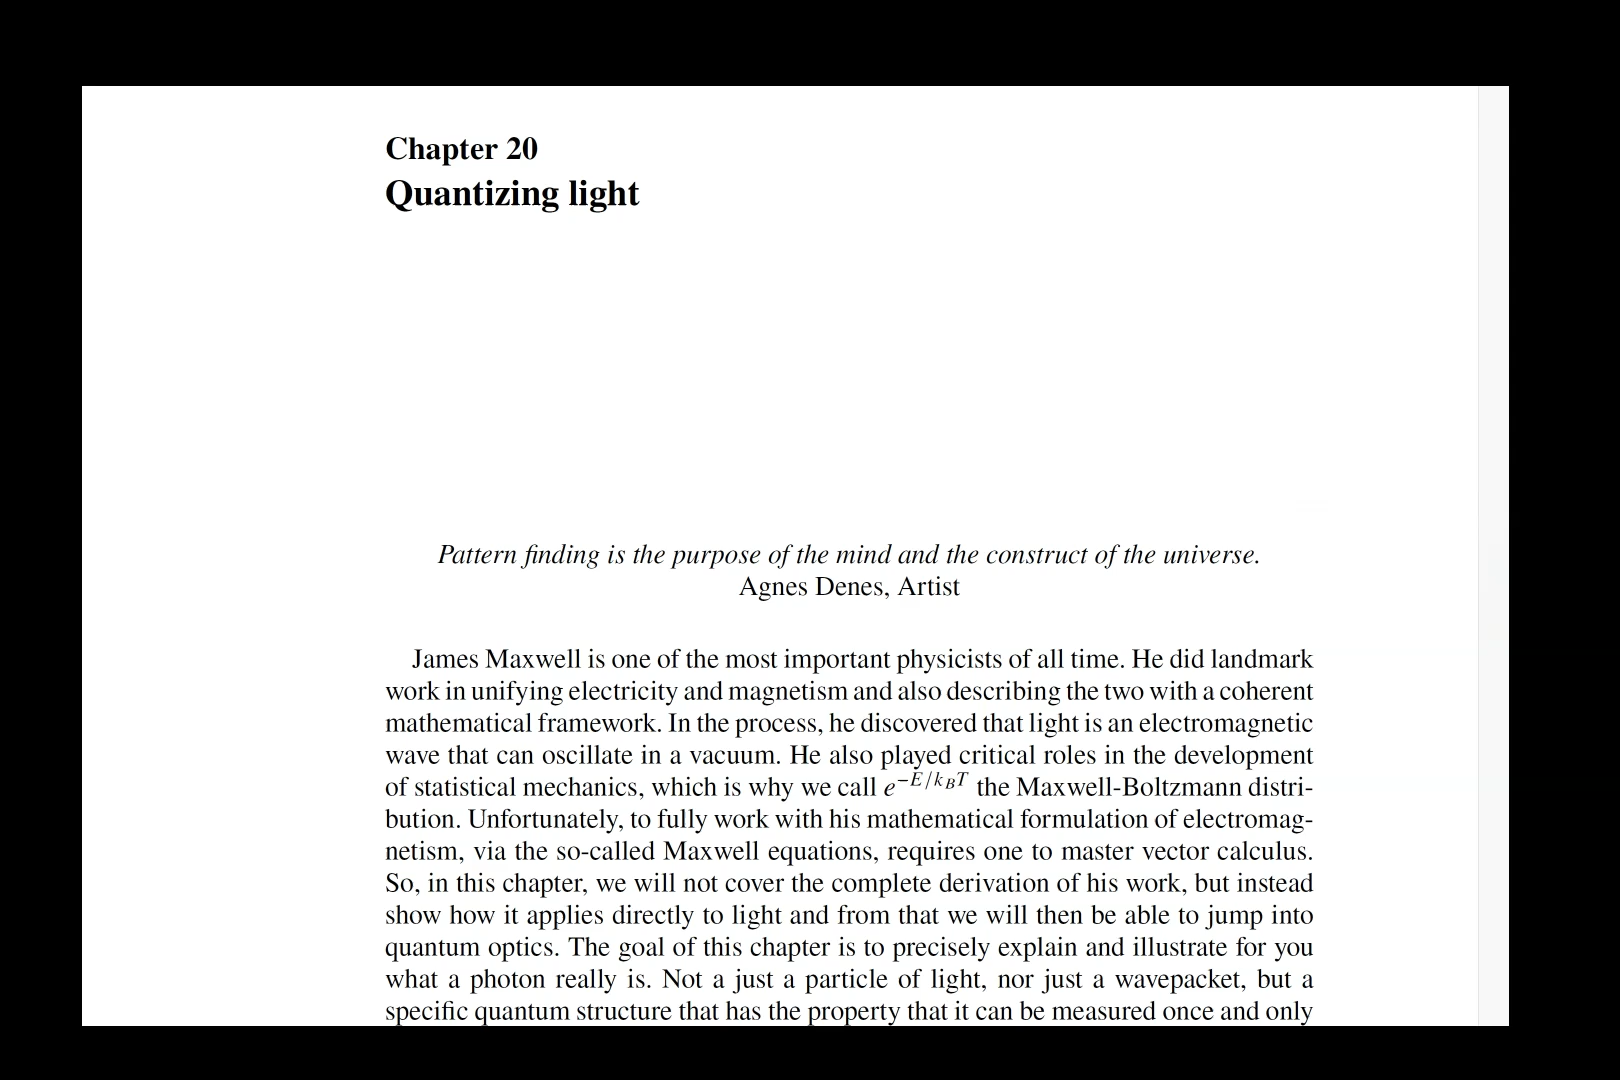 Chapter 20
Quantizing light
Pattern finding is the purpose of the mind and the construct of the universe.
Agnes Denes, Artist
James Maxwell is one of the most important physicists of all time. He did landmark
work in unifying electricity and magnetism and also describing the two with a coherent
mathematical framework. In the process, he discovered that light is an electromagnetic
wave that can oscillate in a vacuum. He also played critical roles in the development
of statistical mechanics, which is why we call e^{−E/k_BT} the Maxwell-Boltzmann distri-
bution. Unfortunately, to fully work with his mathematical formulation of electromag-
netism, via the so-called Maxwell equations, requires one to master vector calculus.
So, in this chapter, we will not cover the complete derivation of his work, but instead
show how it applies directly to light and from that we will then be able to jump into
quantum optics. The goal of this chapter is to precisely explain and illustrate for you
what a photon really is. Not a just a particle of light, nor just a wavepacket, but a
specific quantum structure that has the property that it can be measured once and only